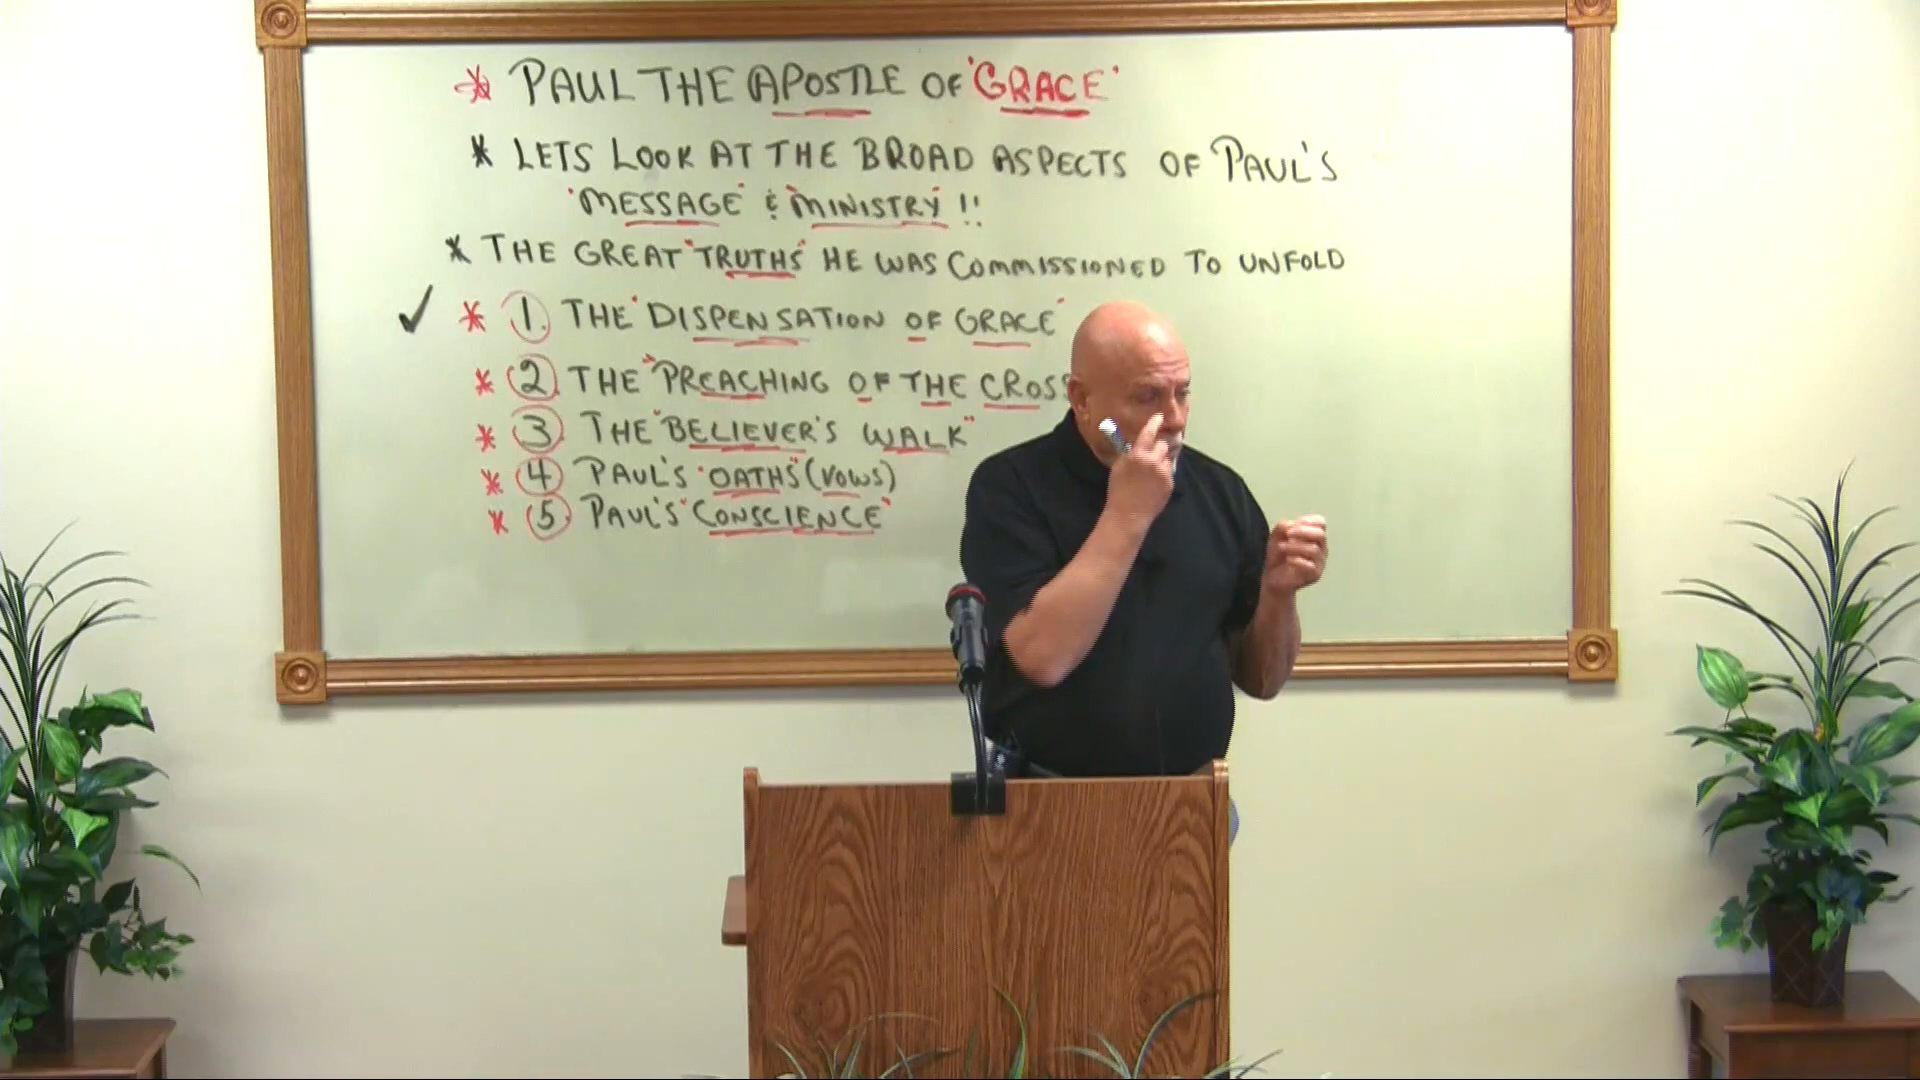 * PAUL THE APOSTLE OF "GRACE"
* LETS LOOK AT THE BROAD ASPECTS OF PAUL'S
"MESSAGE" & "MINISTRY"!!
* THE GREAT "TRUTHS" HE WAS COMMISSIONED TO UNFOLD
✓ * 1. THE "DISPENSATION OF GRACE"
* 2. THE "PREACHING OF THE CROSS
* 3. THE "BELIEVER'S WALK"
* 4. PAUL'S "OATHS" (VOWS)
* 5. PAUL'S "CONSCIENCE"